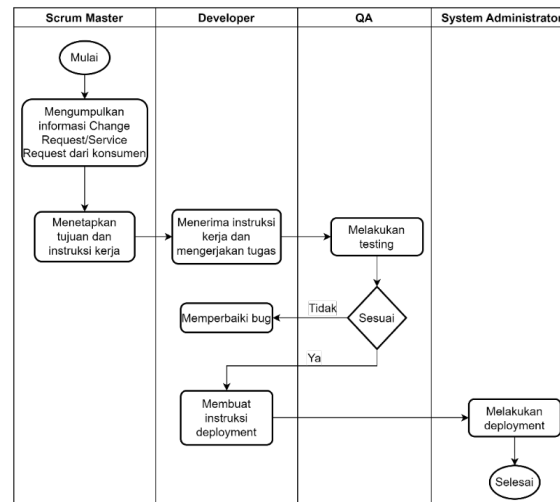 Scrum Master
Developer
QA
System Administrator
Mulai
Mengumpulkan
informasi Change
Request/Service
Request dari konsumen
Menetapkan
tujuan dan
instruksi kerja
Menerima instruksi
kerja dan
mengerjakan tugas
Melakukan
testing
Sesuai
Tidak
Memperbaiki bug
Ya
Membuat
instruksi
deployment
Melakukan
deployment
Selesai